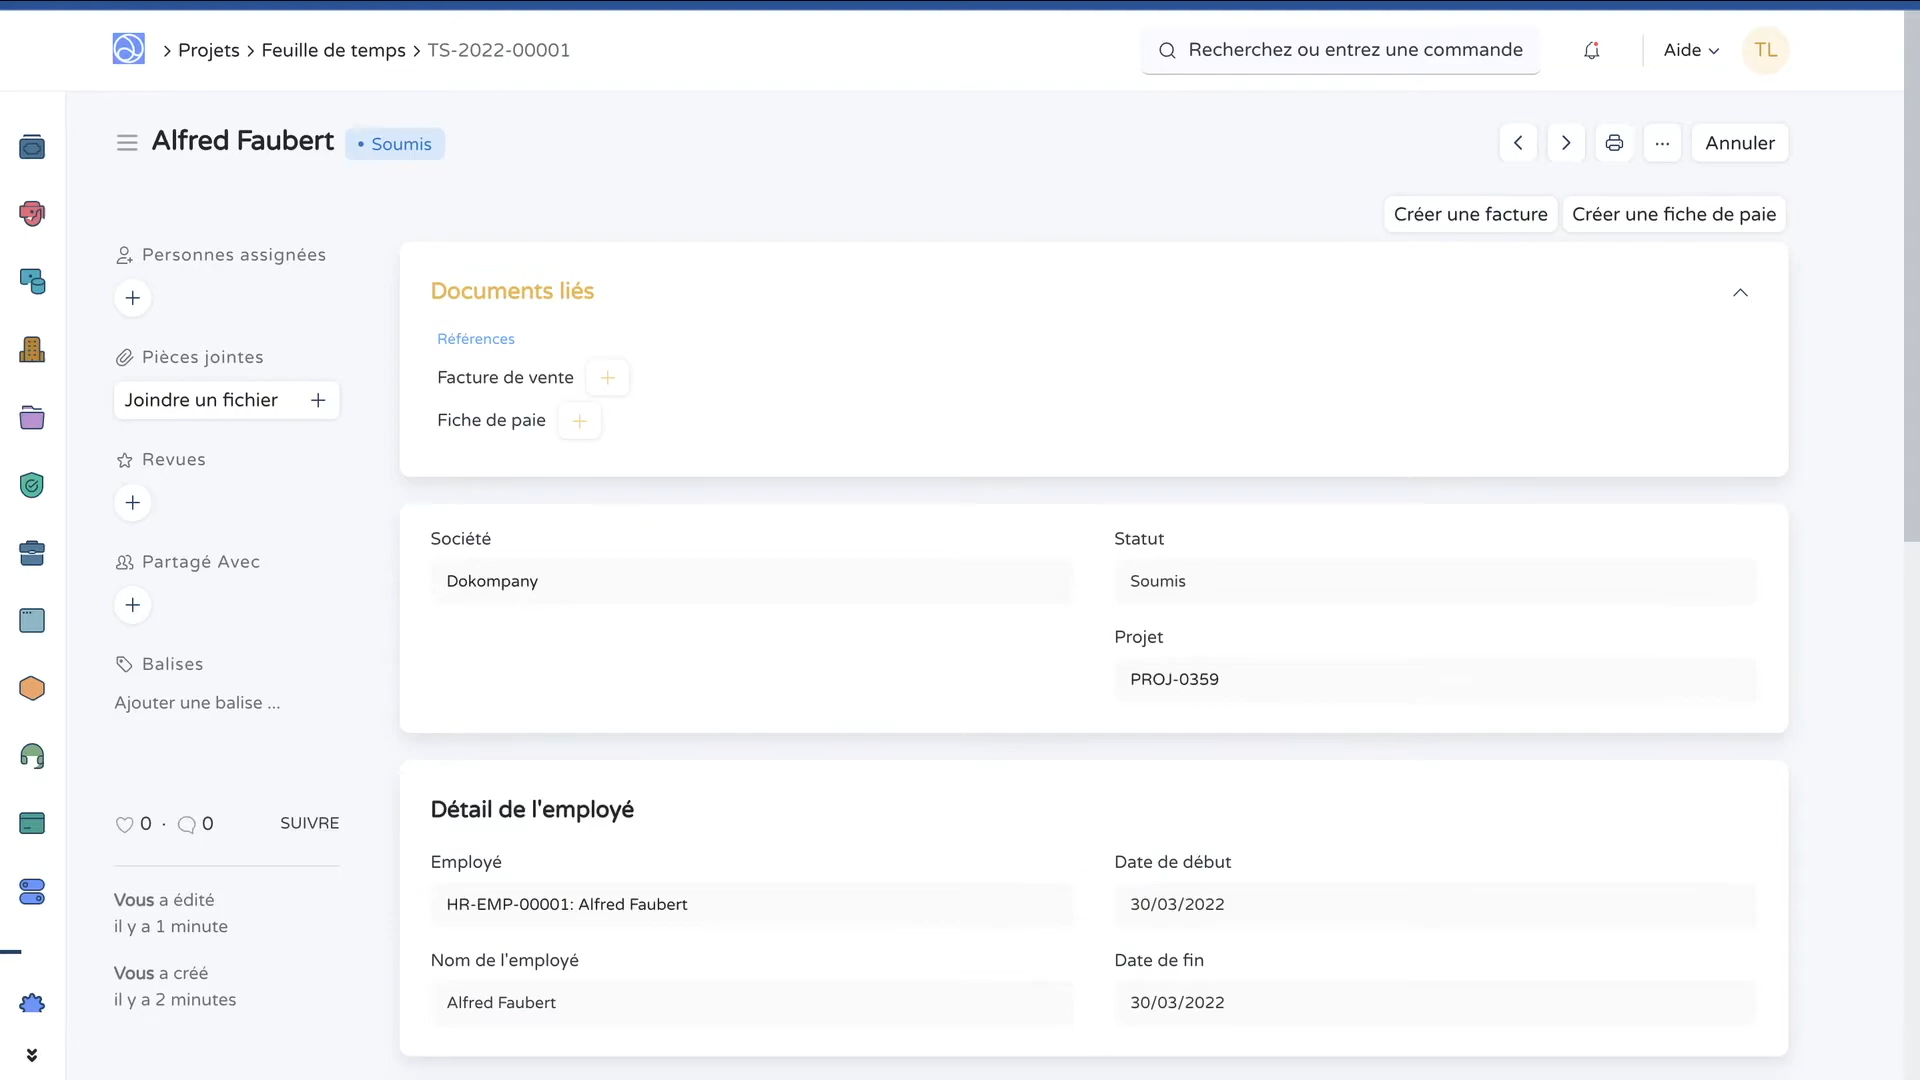 Projets
Feuille de temps
TS-2022-00001
Recherchez ou entrez une commande
Aide
TL
Alfred Faubert
Soumis
Annuler
Créer une facture
Créer une fiche de paie
Personnes assignées
Pièces jointes
Joindre un fichier
Revues
Partagé Avec
Balises
Ajouter une balise ...
0 · 0
SUIVRE
Vous a édité
il y a 1 minute
Vous a créé
il y a 2 minutes
Documents liés
Références
Facture de vente
Fiche de paie
Société
Dokompany
Statut
Soumis
Projet
PROJ-0359
Détail de l'employé
Employé
HR-EMP-00001: Alfred Faubert
Date de début
30/03/2022
Nom de l'employé
Alfred Faubert
Date de fin
30/03/2022